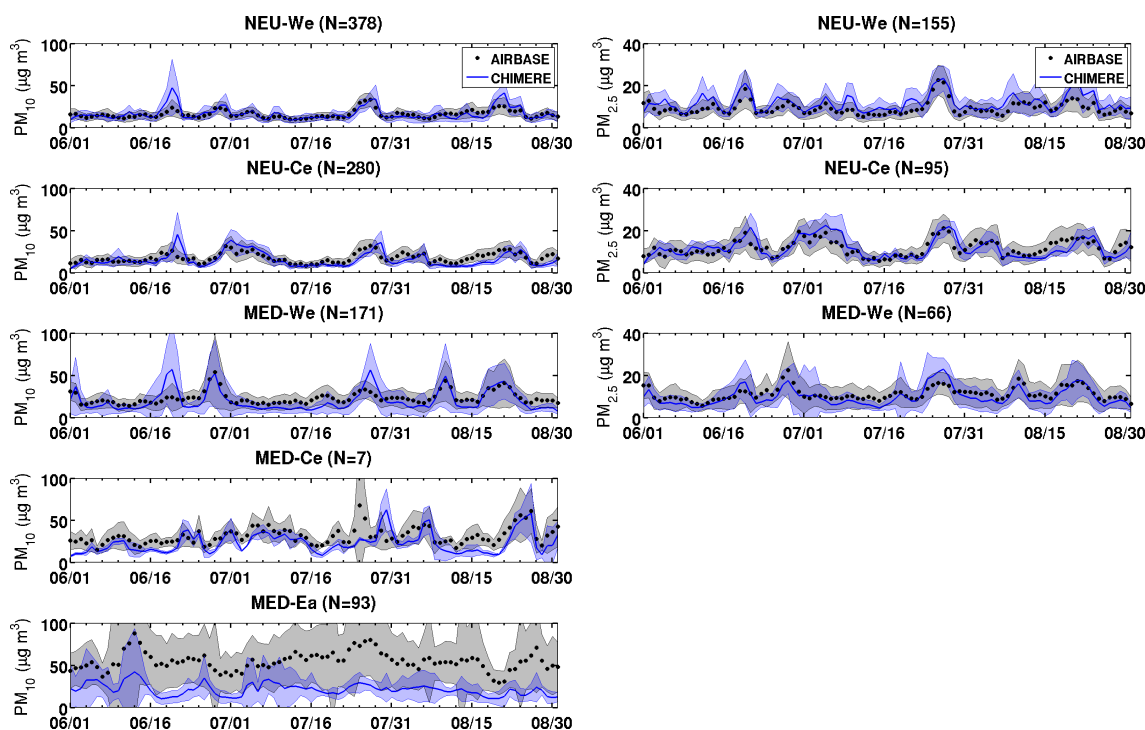 NEU-We (N=378)
PM10 (µg m3)
100
50
0
AIRBASE
CHIMERE
06/01 06/16 07/01 07/16 07/31 08/15 08/30
NEU-We (N=155)
PM2.5 (µg m3)
40
20
0
AIRBASE
CHIMERE
06/01 06/16 07/01 07/16 07/31 08/15 08/30
NEU-Ce (N=280)
PM10 (µg m3)
100
50
0
06/01 06/16 07/01 07/16 07/31 08/15 08/30
NEU-Ce (N=95)
PM2.5 (µg m3)
40
20
0
06/01 06/16 07/01 07/16 07/31 08/15 08/30
MED-We (N=171)
PM10 (µg m3)
100
50
0
06/01 06/16 07/01 07/16 07/31 08/15 08/30
MED-We (N=66)
PM2.5 (µg m3)
40
20
0
06/01 06/16 07/01 07/16 07/31 08/15 08/30
MED-Ce (N=7)
PM10 (µg m3)
100
50
0
06/01 06/16 07/01 07/16 07/31 08/15 08/30
MED-Ea (N=93)
PM10 (µg m3)
100
50
0
06/01 06/16 07/01 07/16 07/31 08/15 08/30